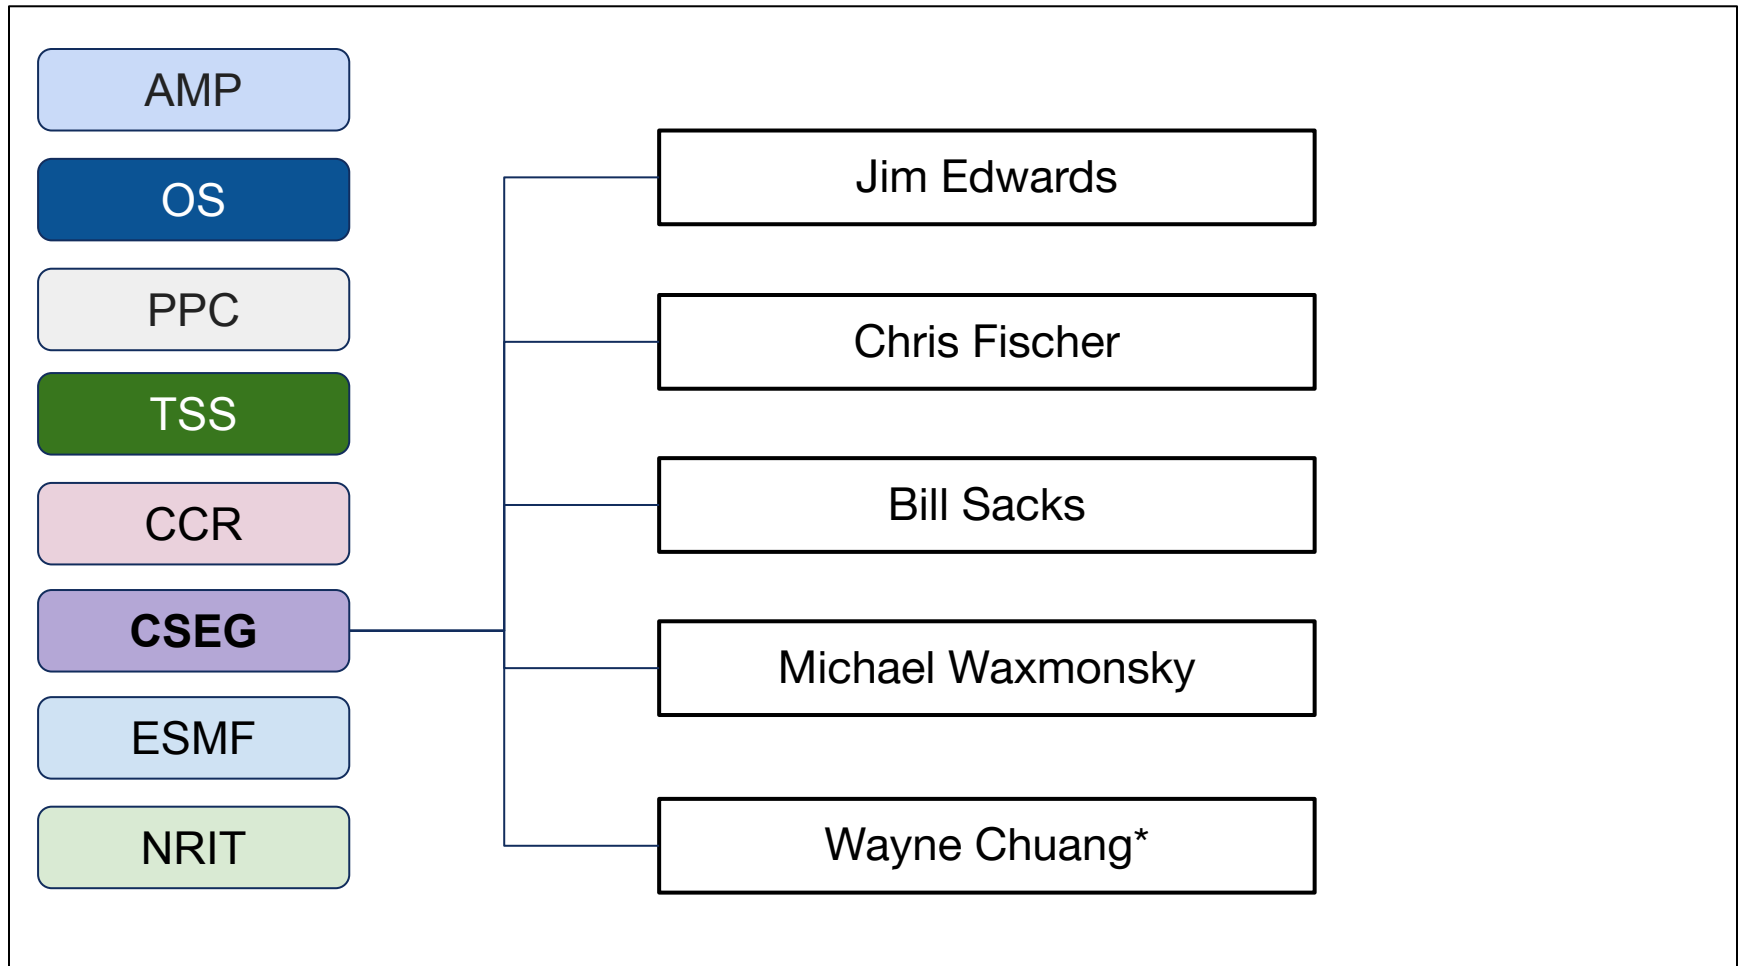 AMP
OS
PPC
TSS
CCR
CSEG
ESMF
NRIT
Jim Edwards
Chris Fischer
Bill Sacks
Michael Waxmonsky
Wayne Chuang*